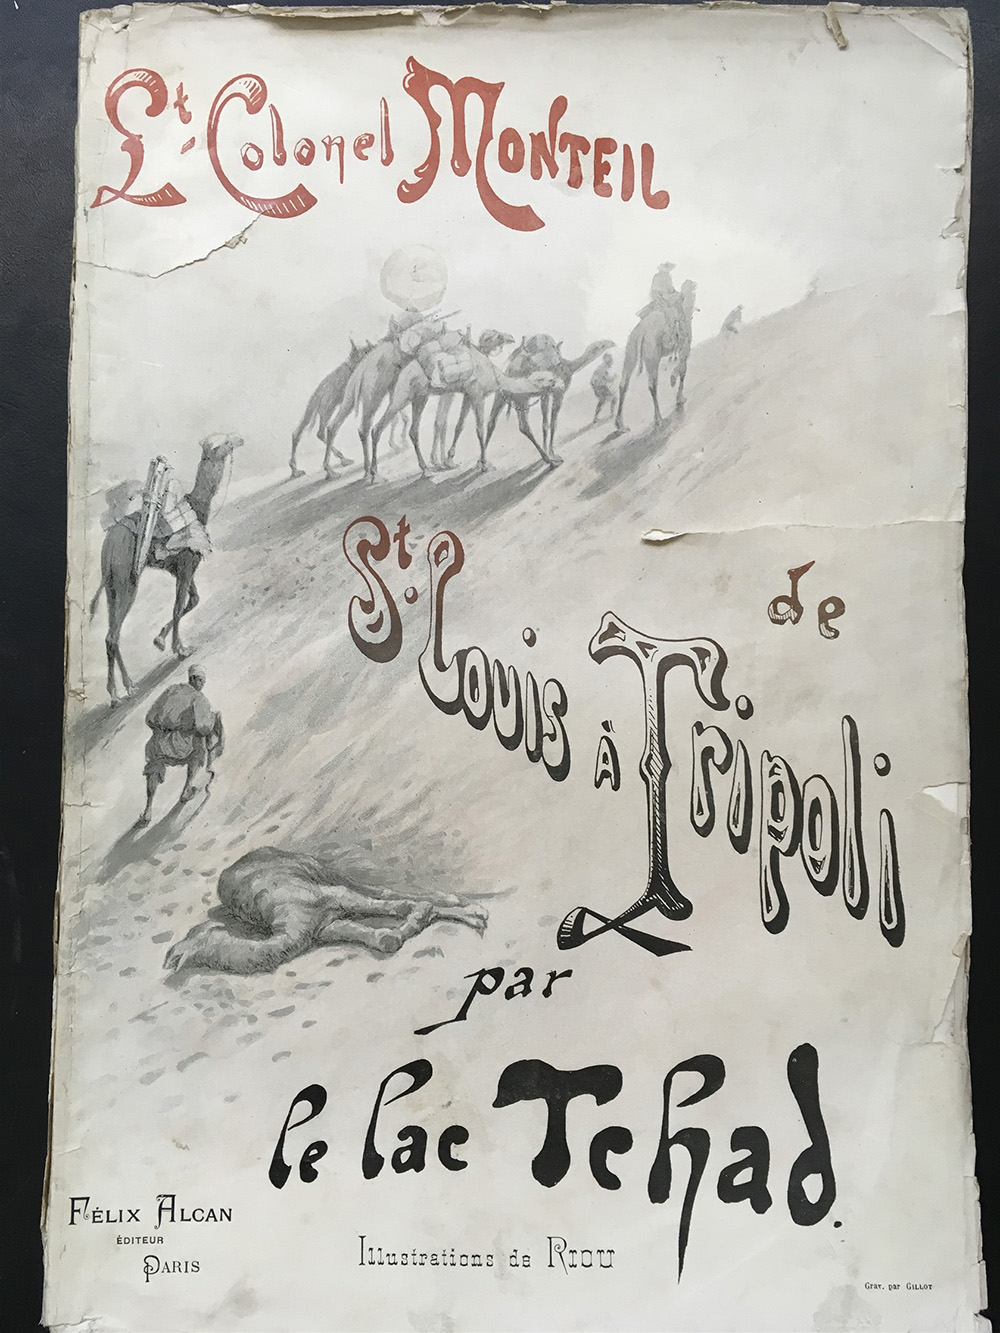 Lt. Colonel MONTEIL
de
St. Louis À Tripoli
par
le lac Tchad.
FÉLIX ALCAN
ÉDITEUR
PARIS
Illustrations de RIOU
Grav. par GILLOT